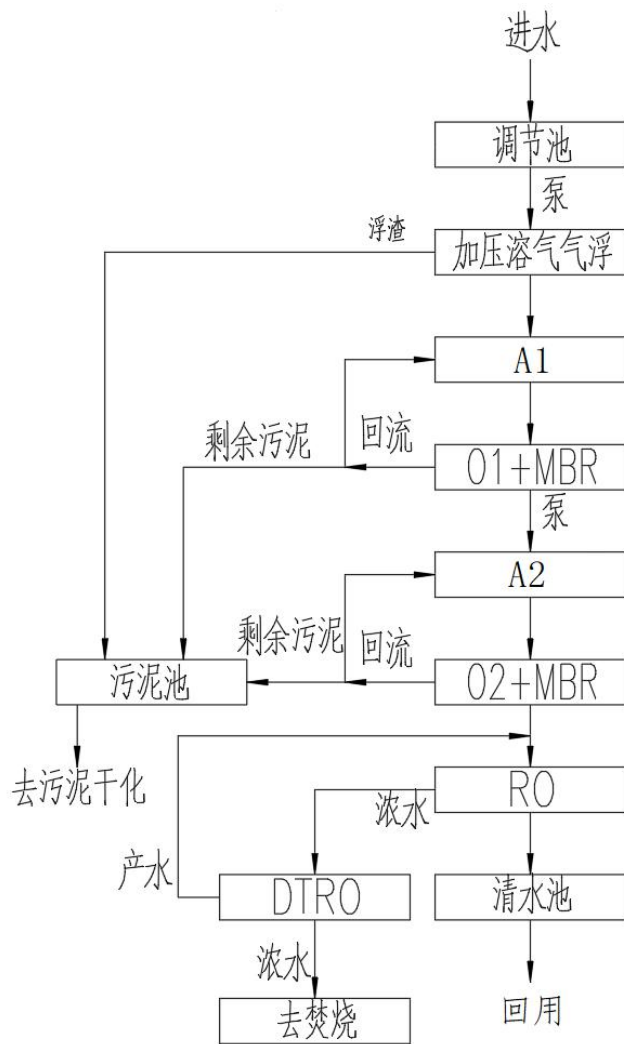 进水
调节池
泵
浮渣
加压溶气气浮
A1
剩余污泥
回流
O1+MBR
泵
A2
剩余污泥
回流
污泥池
O2+MBR
去污泥干化
RO
浓水
产水
DTRO
清水池
浓水
去焚烧
回用